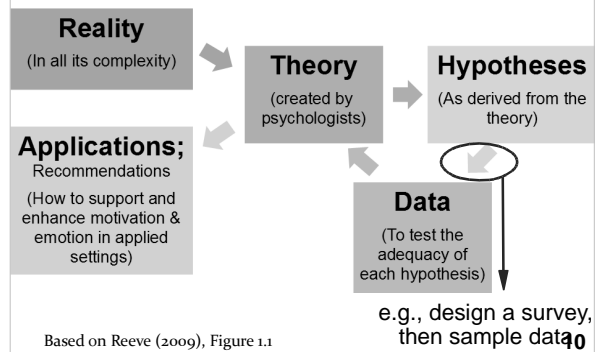 Reality
(In all its complexity)
Theory
(created by
psychologists)
Hypotheses
(As derived from the
theory)
Applications;
Recommendations
(How to support and
enhance motivation &
emotion in applied
settings)
Data
(To test the
adequacy of
each hypothesis)
e.g., design a survey,
then sample data
Based on Reeve (2009), Figure 1.1
10